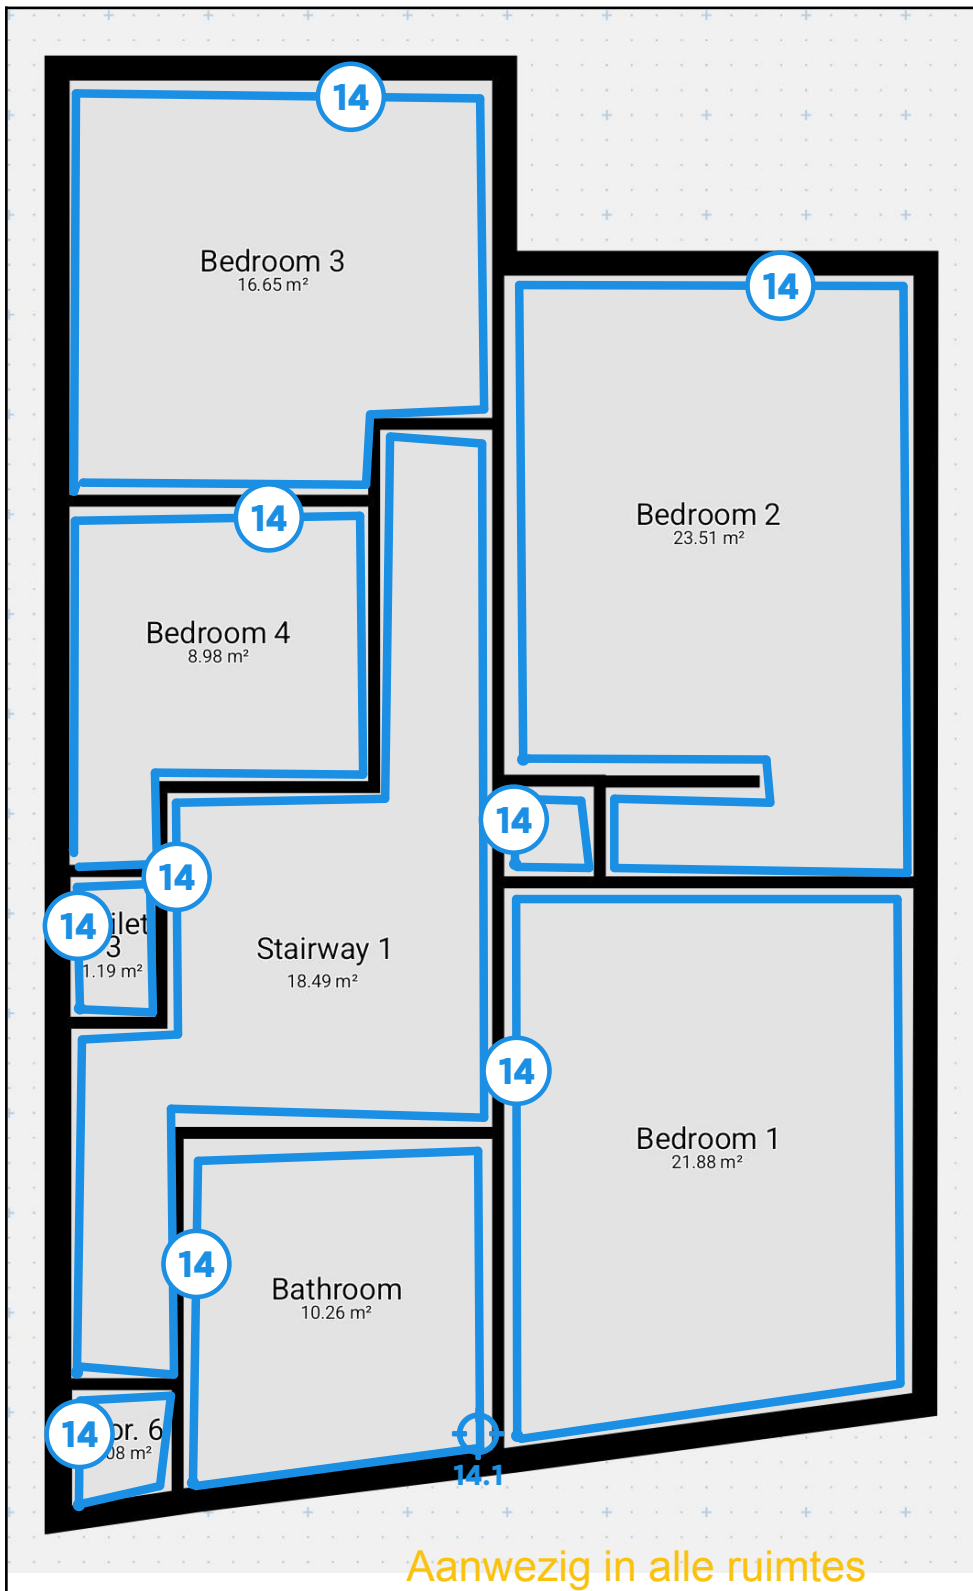 14
Bedroom 3
16.65 m²
14
14
Bedroom 2
23.51 m²
Bedroom 4
8.98 m²
14
14
14
3
1.19 m²
Stairway 1
18.49 m²
14
Bedroom 1
21.88 m²
14
Bathroom
10.26 m²
14
6
m²
14.1
Aanwezig in alle ruimtes